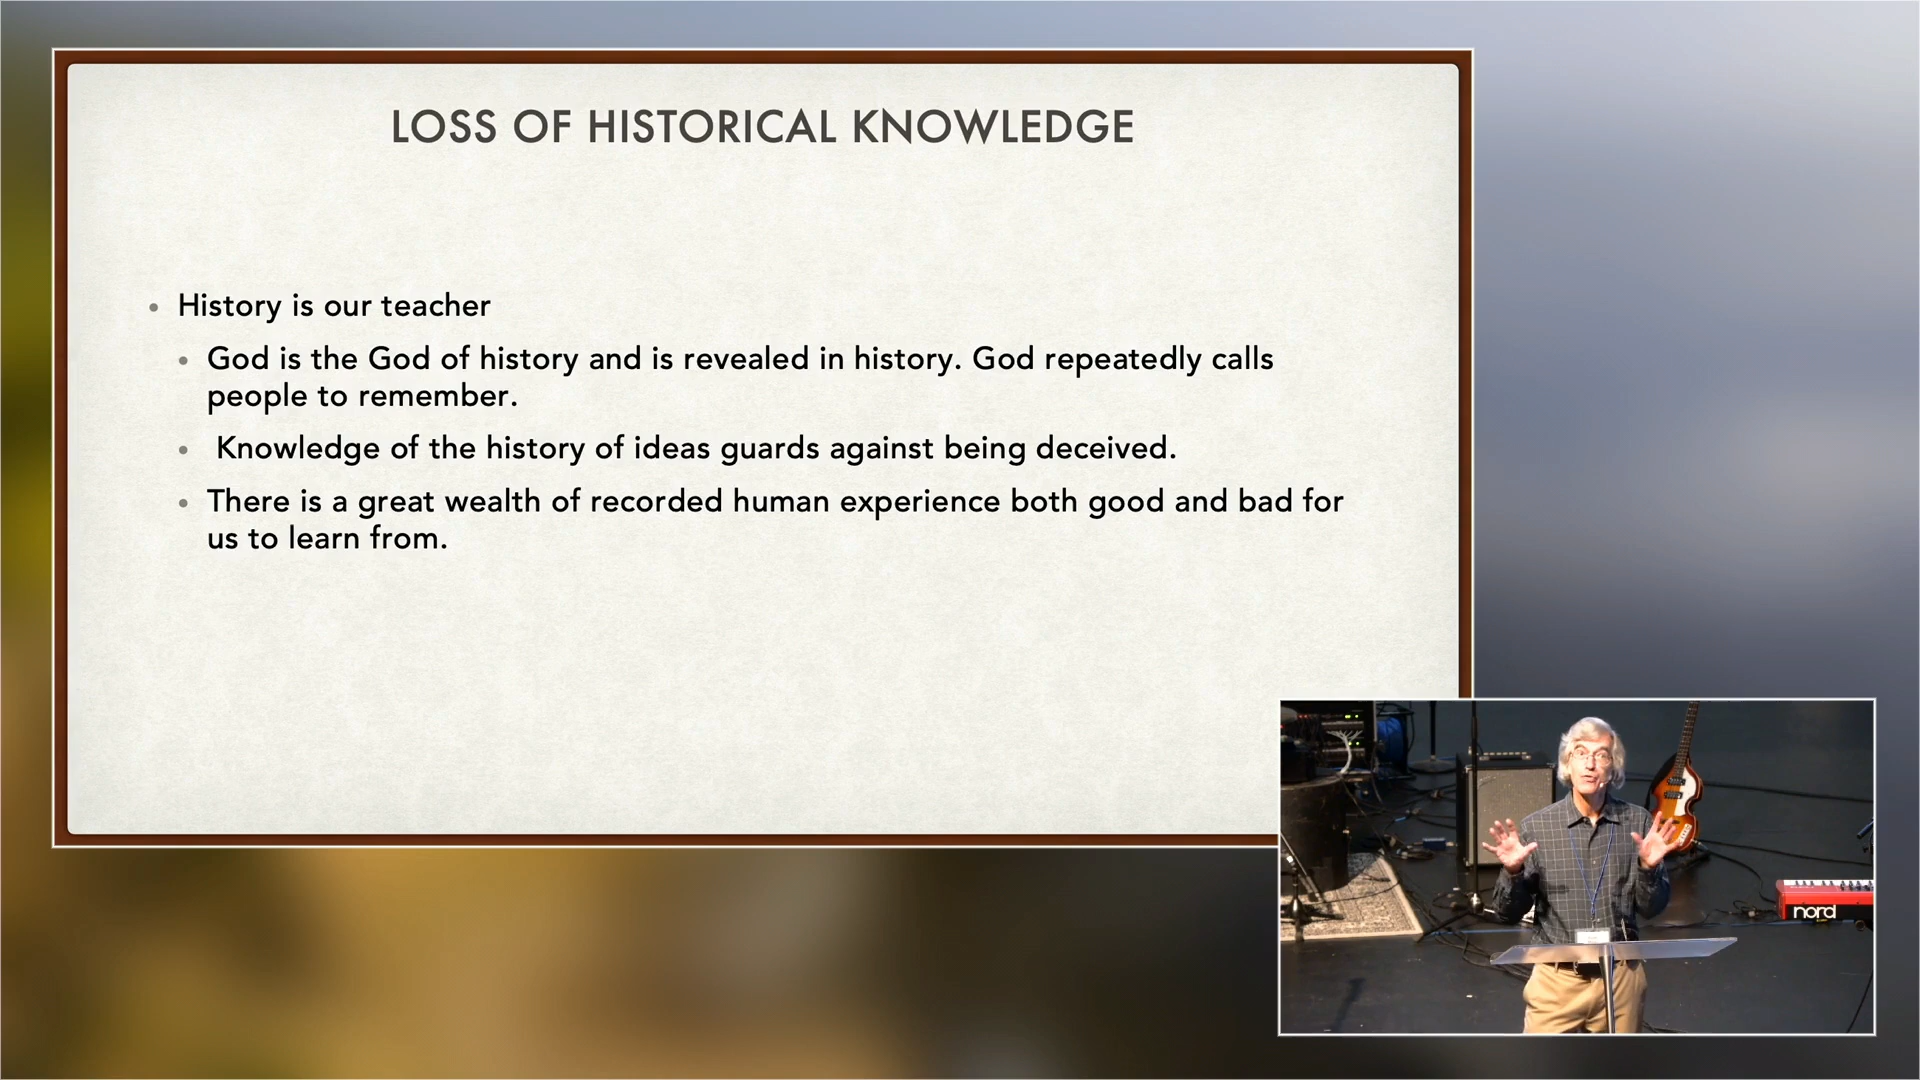 LOSS OF HISTORICAL KNOWLEDGE
• History is our teacher
• God is the God of history and is revealed in history. God repeatedly calls
people to remember.
• Knowledge of the history of ideas guards against being deceived.
• There is a great wealth of recorded human experience both good and bad for
us to learn from.
nord